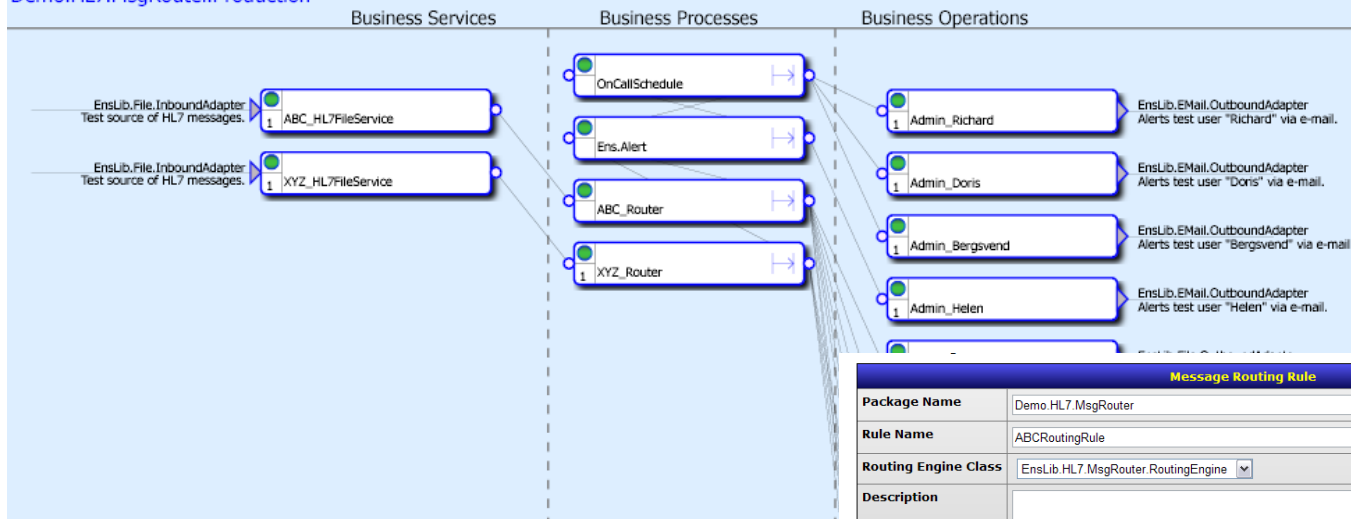 Business Services
Business Processes
Business Operations
EnsLib.File.InboundAdapter
Test source of HL7 messages.
1 ABC_HL7FileService
EnsLib.File.InboundAdapter
Test source of HL7 messages.
1 XYZ_HL7FileService
OnCallSchedule
1 Ens.Alert
1 ABC_Router
1 XYZ_Router
1 Admin_Richard
EnsLib.EMail.OutboundAdapter
Alerts test user "Richard" via e-mail.
1 Admin_Doris
EnsLib.EMail.OutboundAdapter
Alerts test user "Doris" via e-mail.
1 Admin_Bergsvend
EnsLib.EMail.OutboundAdapter
Alerts test user "Bergsvend" via e-mail
1 Admin_Helen
EnsLib.EMail.OutboundAdapter
Alerts test user "Helen" via e-mail.
Message Routing Rule
Package Name
Demo.HL7.MsgRouter
Rule Name
ABCRoutingRule
Routing Engine Class
EnsLib.HL7.MsgRouter.RoutingEngine
Description